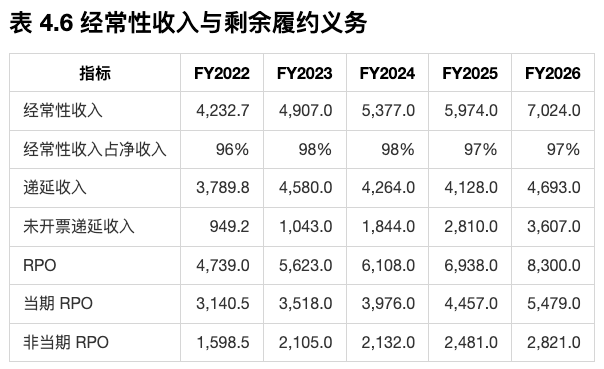 表 4.6 经常性收入与剩余履约义务
指标 FY2022 FY2023 FY2024 FY2025 FY2026
经常性收入 4,232.7 4,907.0 5,377.0 5,974.0 7,024.0
经常性收入占净收入 96% 98% 98% 97% 97%
递延收入 3,789.8 4,580.0 4,264.0 4,128.0 4,693.0
未开票递延收入 949.2 1,043.0 1,844.0 2,810.0 3,607.0
RPO 4,739.0 5,623.0 6,108.0 6,938.0 8,300.0
当期 RPO 3,140.5 3,518.0 3,976.0 4,457.0 5,479.0
非当期 RPO 1,598.5 2,105.0 2,132.0 2,481.0 2,821.0